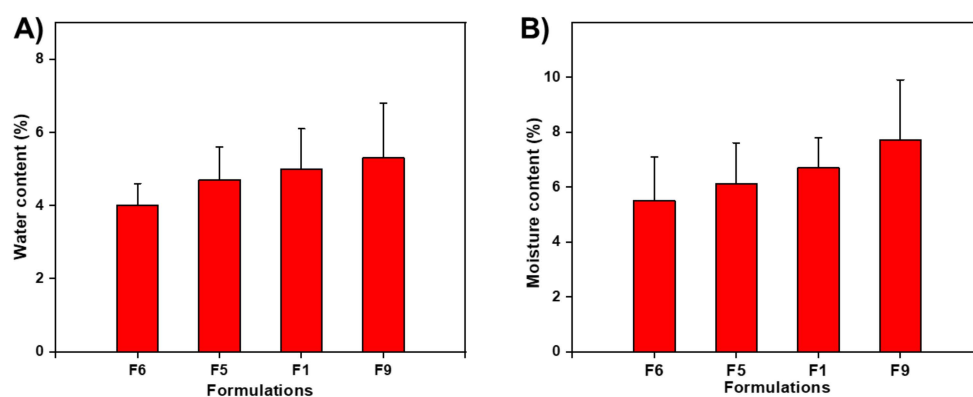 A)
Water content (%)
8
6
4
2
0
F6 F5 F1 F9
Formulations
B)
Moisture content (%)
10
8
6
4
2
0
F6 F5 F1 F9
Formulations